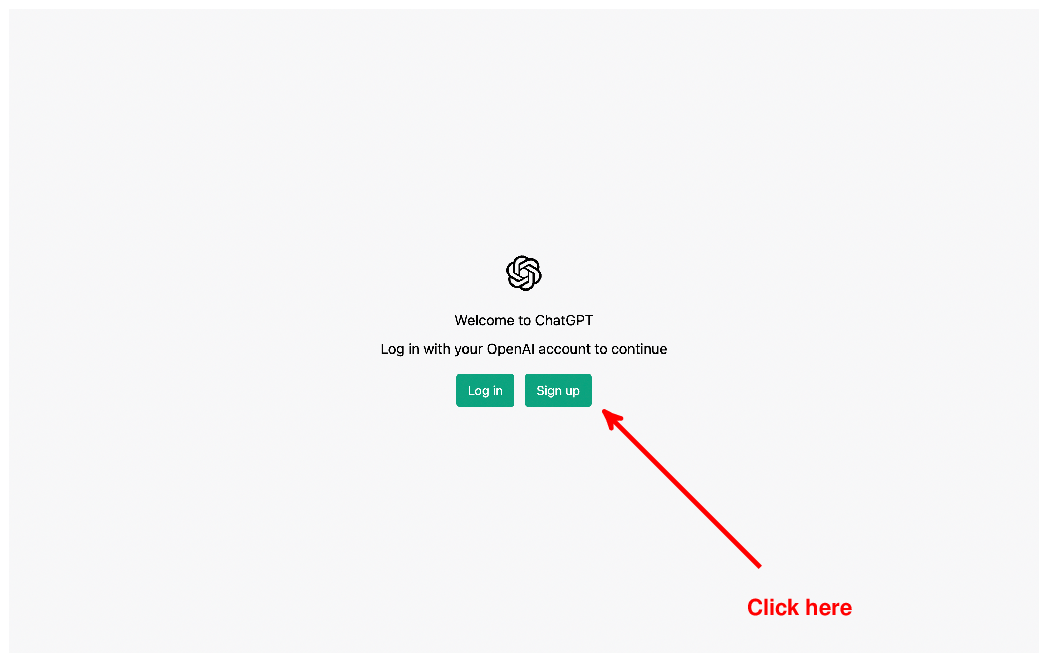 Welcome to ChatGPT
Log in with your OpenAI account to continue
Log in
Sign up
Click here